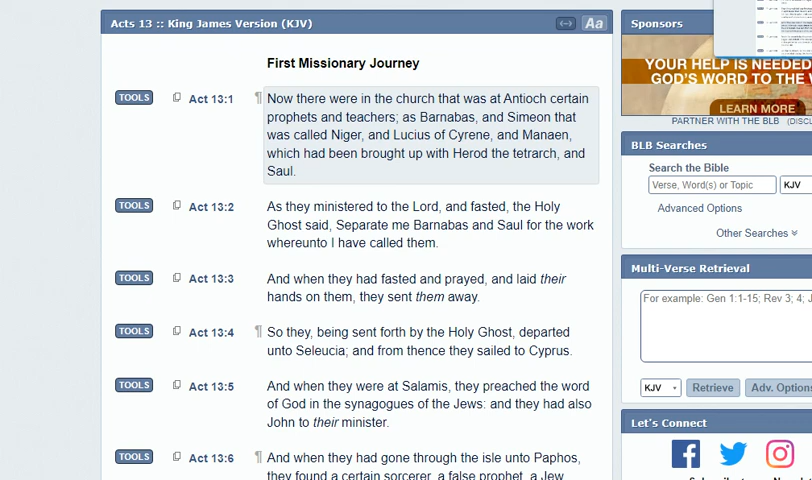 Acts 13 :: King James Version (KJV)
Aa
First Missionary Journey
TOOLS
Act 13:1
¶ Now there were in the church that was at Antioch certain
prophets and teachers; as Barnabas, and Simeon that
was called Niger, and Lucius of Cyrene, and Manaen,
which had been brought up with Herod the tetrarch, and
Saul.
TOOLS
Act 13:2
As they ministered to the Lord, and fasted, the Holy
Ghost said, Separate me Barnabas and Saul for the work
whereunto I have called them.
TOOLS
Act 13:3
And when they had fasted and prayed, and laid their
hands on them, they sent them away.
TOOLS
Act 13:4
¶ So they, being sent forth by the Holy Ghost, departed
unto Seleucia; and from thence they sailed to Cyprus.
TOOLS
Act 13:5
And when they were at Salamis, they preached the word
of God in the synagogues of the Jews: and they had also
John to their minister.
TOOLS
Act 13:6
¶ And when they had gone through the isle unto Paphos,
they found a certain sorcerer, a false prophet, a Jew
Sponsors
YOUR HELP IS NEEDED
GOD'S WORD TO THE
LEARN MORE
PARTNER WITH THE BLB
BLB Searches
Search the Bible
Verse, Word(s) or Topic
KJV
Advanced Options
Other Searches
Multi-Verse Retrieval
For example: Gen 1:1-15; Rev 3; 4;
KJV
Retrieve
Adv. Options
Let's Connect